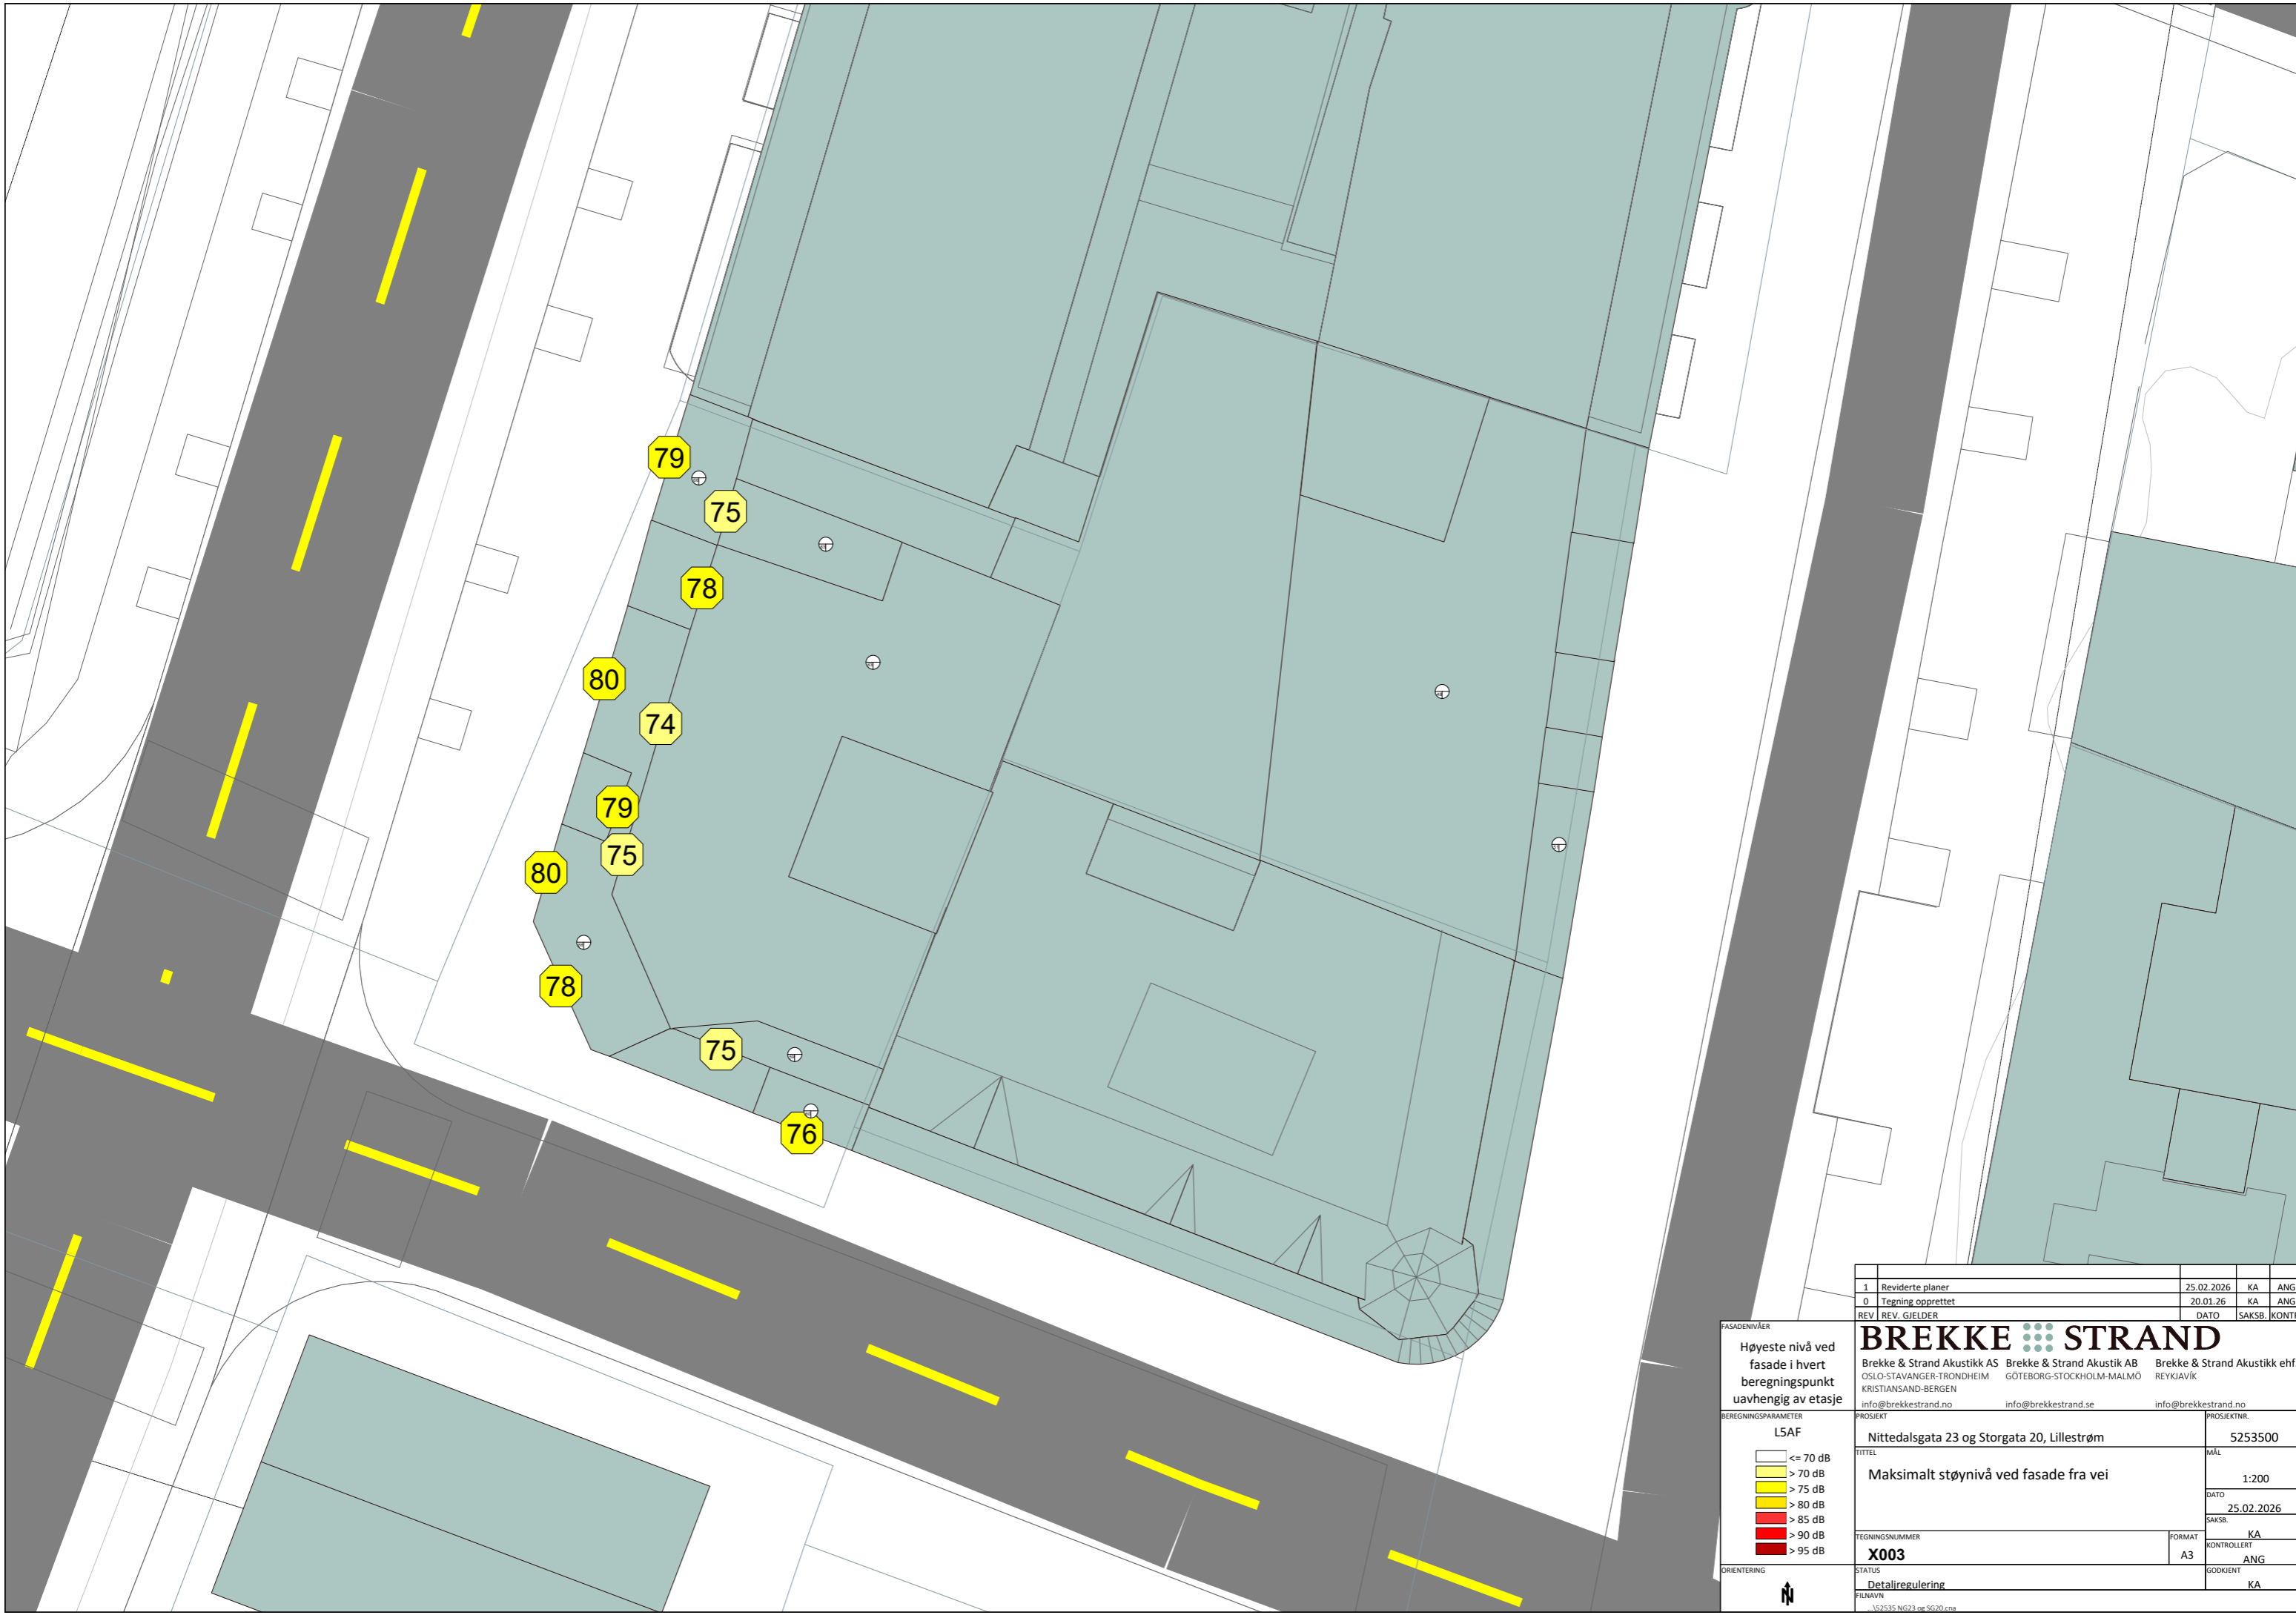 79
75
78
80
74
79
75
80
78
75
76
1 Reviderte planer 25.02.2026 KA ANG
0 Tegning opprettet 20.01.26 KA ANG
REV REV. GJELDER DATO SAKSB.
FASADENIVÅER
Høyeste nivå ved
fasade i hvert
beregningspunkt
uavhengig av etasje
BEREGNINGSPARAMETER
L5AF
<= 70 dB
> 70 dB
> 75 dB
> 80 dB
> 85 dB
> 90 dB
> 95 dB
ORIENTERING
N
BREKKE STRAND
Brekke & Strand Akustikk AS Brekke & Strand Akustik AB Brekke & Strand Akustikk ehf
OSLO-STAVANGER-TRONDHEIM GÖTEBORG-STOCKHOLM-MALMÖ REYKJAVÍK
KRISTIANSAND-BERGEN
info@brekkestrand.no info@brekkestrand.se info@brekkestrand.no
PROSJEKT
Nittedalsgata 23 og Storgata 20, Lillestrøm
PROSJEKTNR.
5253500
TITTEL
Maksimalt støynivå ved fasade fra vei
MÅL
1:200
DATO
25.02.2026
SAKSB.
KA
TEGNINGSNUMMER
X003
FORMAT
A3
KONTROLLERT
ANG
STATUS
Detaljregulering
GODKJENT
KA
FILNAVN
...\52535 NG23 og SG20.cna